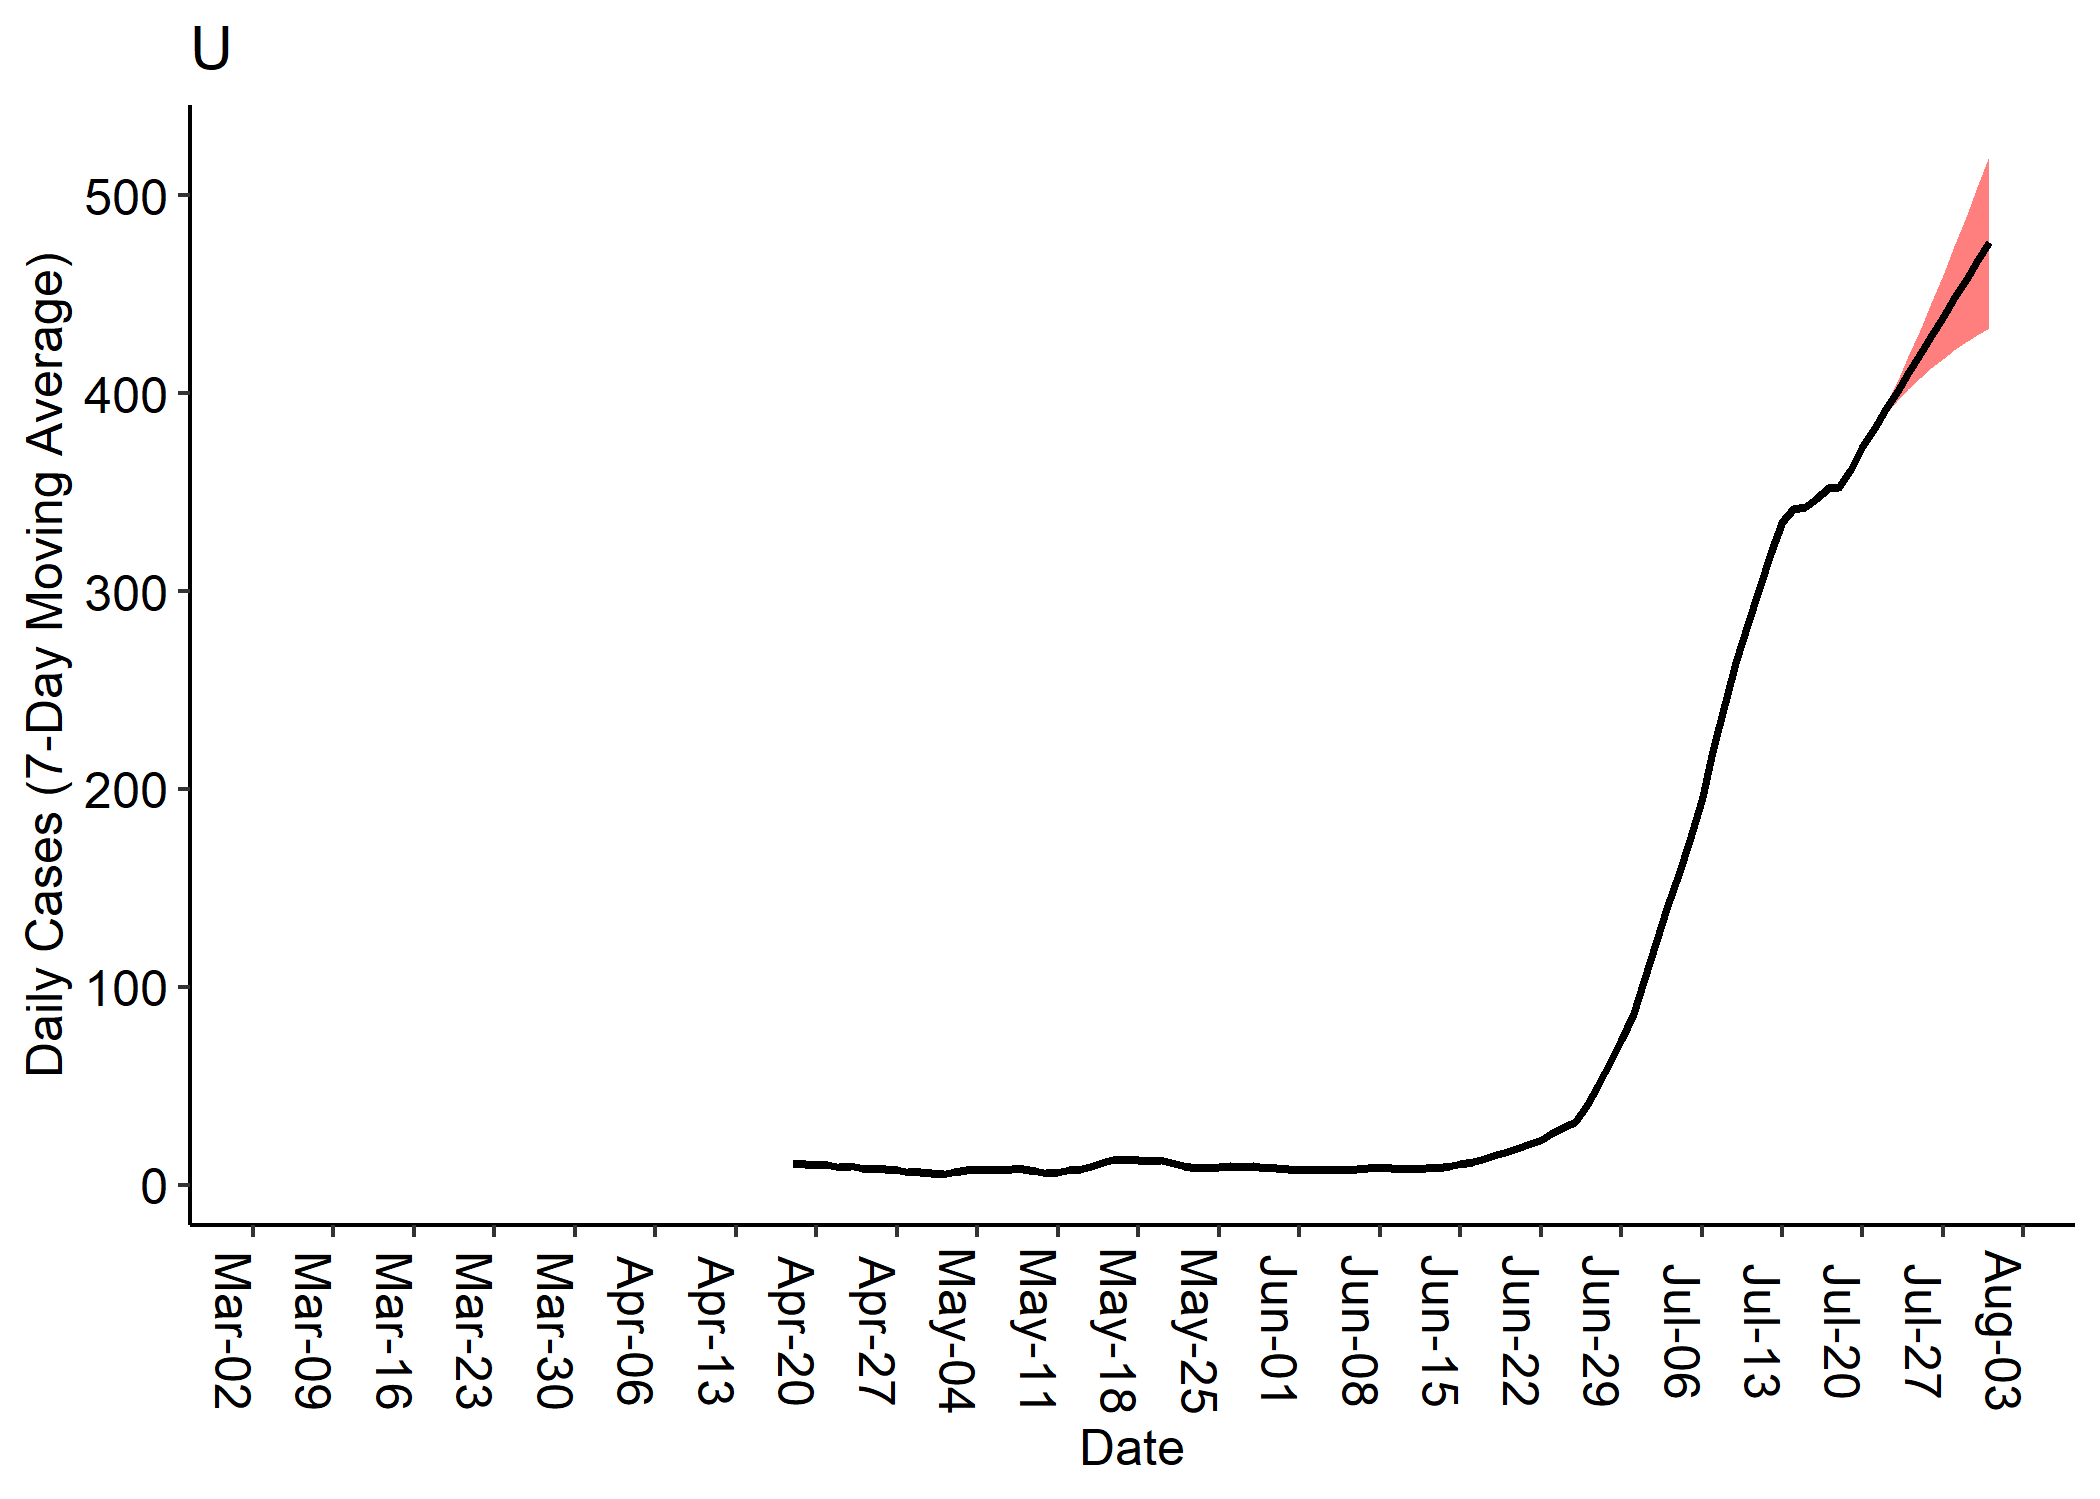 U
Daily Cases (7-Day Moving Average)
500
400
300
200
100
0
Mar-02
Mar-09
Mar-16
Mar-23
Mar-30
Apr-06
Apr-13
Apr-20
Apr-27
May-04
May-11
May-18
May-25
Jun-01
Jun-08
Jun-15
Jun-22
Jun-29
Jul-06
Jul-13
Jul-20
Jul-27
Aug-03
Date